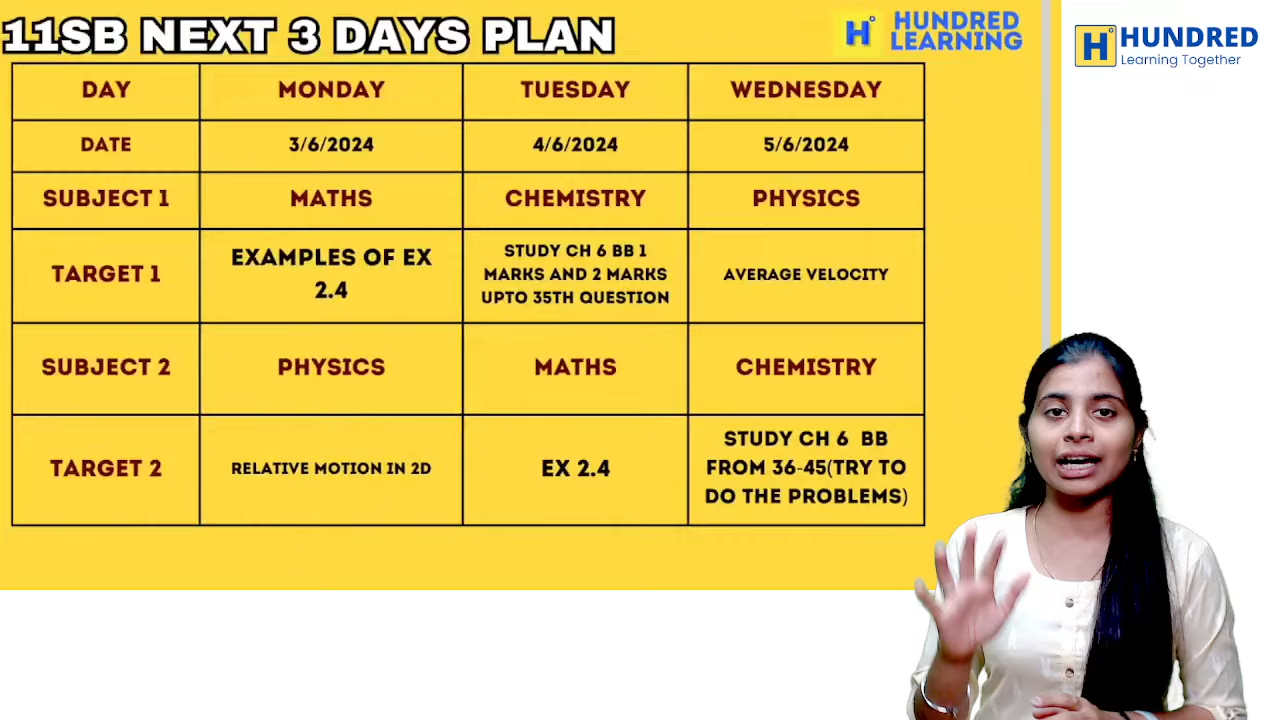 11SB NEXT 3 DAYS PLAN
H° HUNDRED
LEARNING
H° HUNDRED
Learning Together
DAY MONDAY TUESDAY WEDNESDAY
DATE 3/6/2024 4/6/2024 5/6/2024
SUBJECT 1 MATHS CHEMISTRY PHYSICS
TARGET 1
EXAMPLES OF EX
2.4
STUDY CH 6 BB 1
MARKS AND 2 MARKS
UPTO 35TH QUESTION
AVERAGE VELOCITY
SUBJECT 2 PHYSICS MATHS CHEMISTRY
TARGET 2
RELATIVE MOTION IN 2D
EX 2.4
STUDY CH 6 BB
FROM 36-45(TRY TO
DO THE PROBLEMS)